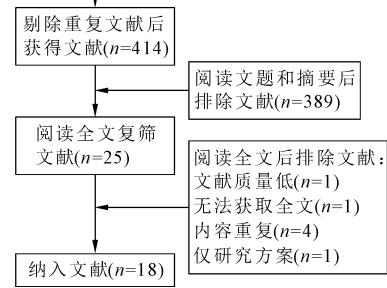 剔除重复文献后
获得文献(n=414)
阅读文题和摘要后
排除文献(n=389)
阅读全文复筛
文献(n=25)
阅读全文后排除文献:
文献质量低(n=1)
无法获取全文(n=1)
内容重复(n=4)
仅研究方案(n=1)
纳入文献(n=18)